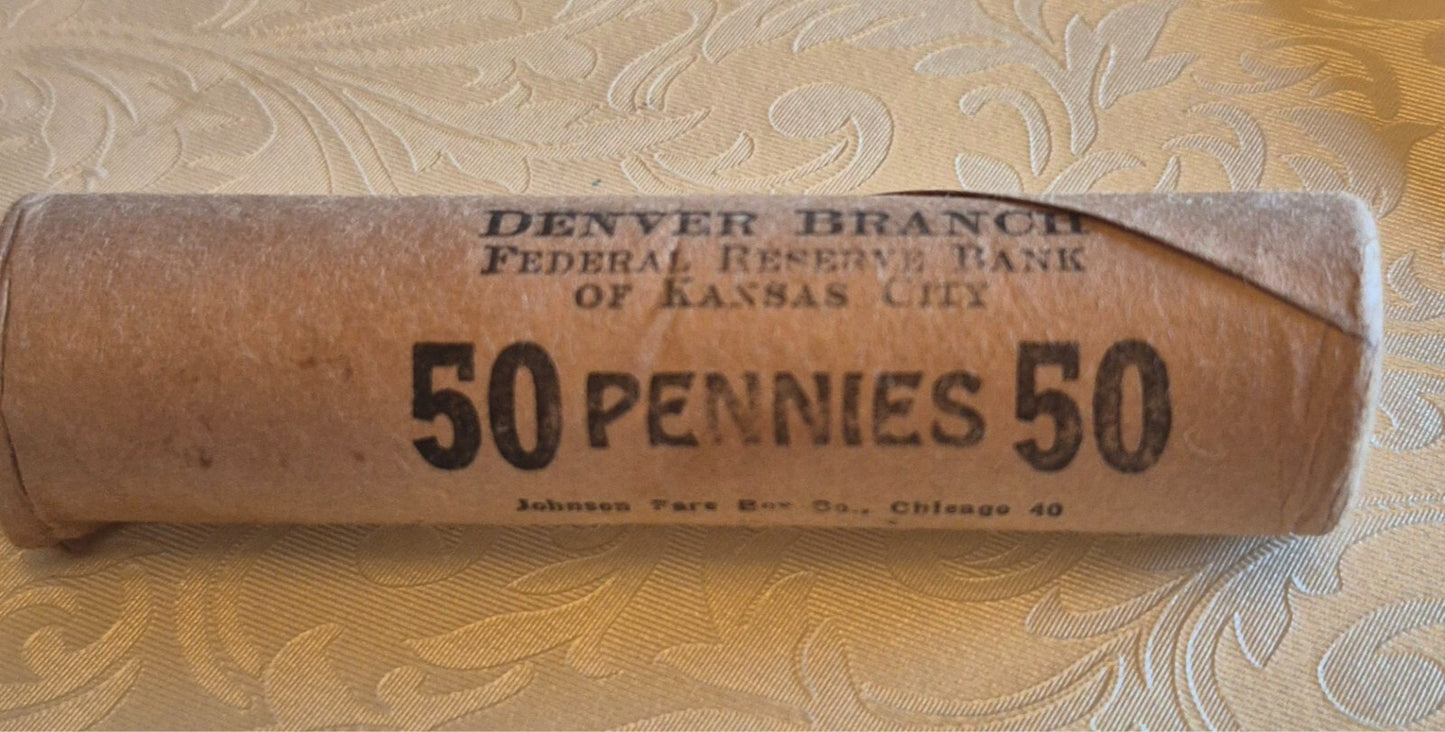 DENVER BRANCH
FEDERAL RESERVE BANK
OF KANSAS CITY
50 PENNIES 50
Johnson Fare Box Co., Chicago 40